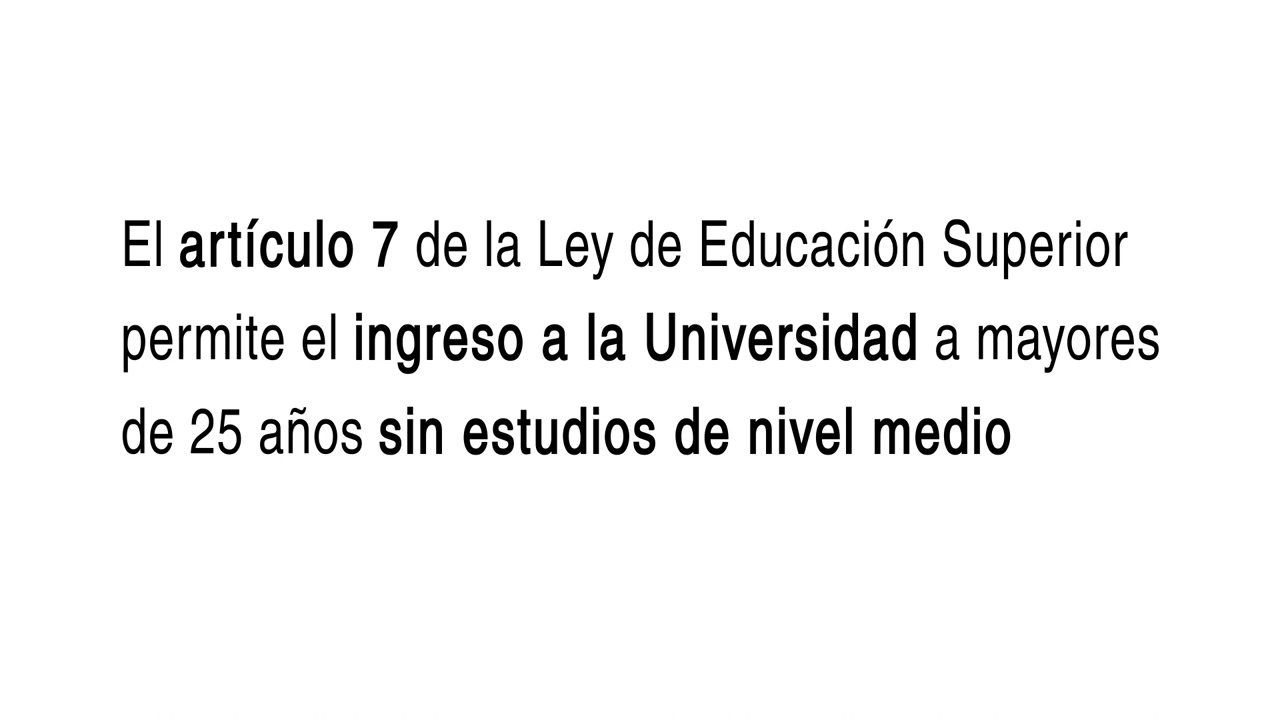 El artículo 7 de la Ley de Educación Superior
permite el ingreso a la Universidad a mayores
de 25 años sin estudios de nivel medio